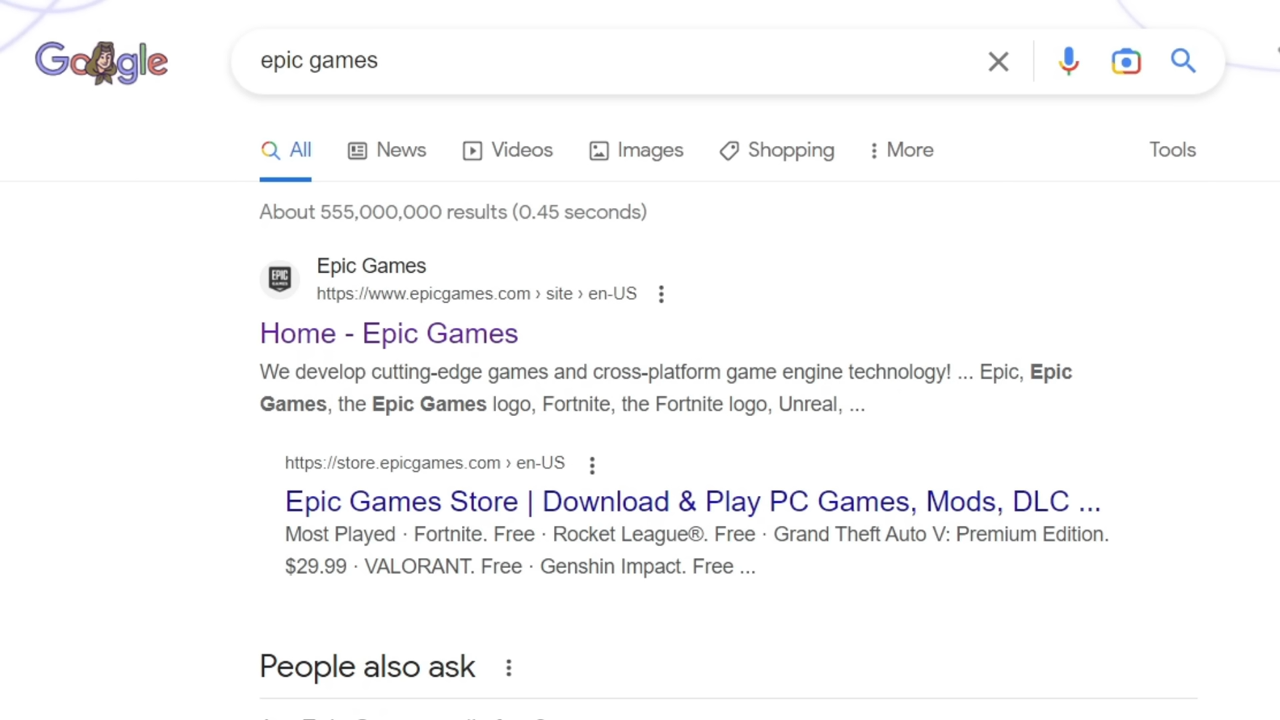 Google
epic games
All
News
Videos
Images
Shopping
More
Tools
About 555,000,000 results (0.45 seconds)
EPIC GAMES
Epic Games
https://www.epicgames.com › site › en-US
Home - Epic Games
We develop cutting-edge games and cross-platform game engine technology! ... Epic, Epic
Games, the Epic Games logo, Fortnite, the Fortnite logo, Unreal, ...
https://store.epicgames.com › en-US
Epic Games Store | Download & Play PC Games, Mods, DLC ...
Most Played · Fortnite. Free · Rocket League®. Free · Grand Theft Auto V: Premium Edition.
$29.99 · VALORANT. Free · Genshin Impact. Free ...
People also ask